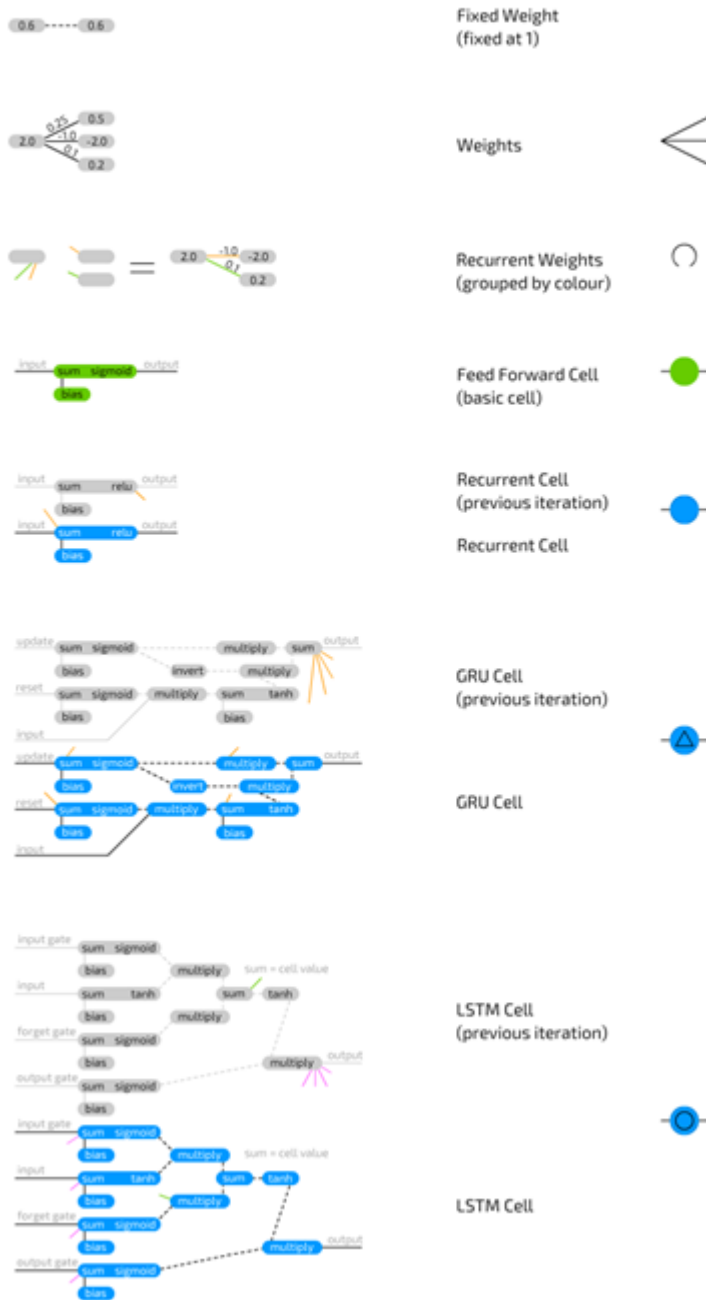 0.6 0.6
Fixed Weight
(fixed at 1)
0.25 0.5
2.0 -1.0 -2.0
0.1 0.2
Weights
2.0 -1.0 -2.0
0.1 0.2
Recurrent Weights
(grouped by colour)
input sum sigmoid output
bias
Feed Forward Cell
(basic cell)
input sum relu output
bias
Recurrent Cell
(previous iteration)
input sum relu output
bias
Recurrent Cell
update sum sigmoid multiply sum output
bias invert multiply
reset sum sigmoid multiply sum tanh
bias bias
input
GRU Cell
(previous iteration)
update sum sigmoid multiply sum output
bias invert multiply
reset sum sigmoid multiply sum tanh
bias bias
input
GRU Cell
input gate sum sigmoid
bias multiply sum = cell value
input sum tanh sum tanh
bias multiply
forget gate sum sigmoid
bias multiply output
output gate sum sigmoid
bias
LSTM Cell
(previous iteration)
input gate sum sigmoid
bias multiply sum = cell value
input sum tanh sum tanh
bias multiply
forget gate sum sigmoid
bias multiply output
output gate sum sigmoid
bias
LSTM Cell